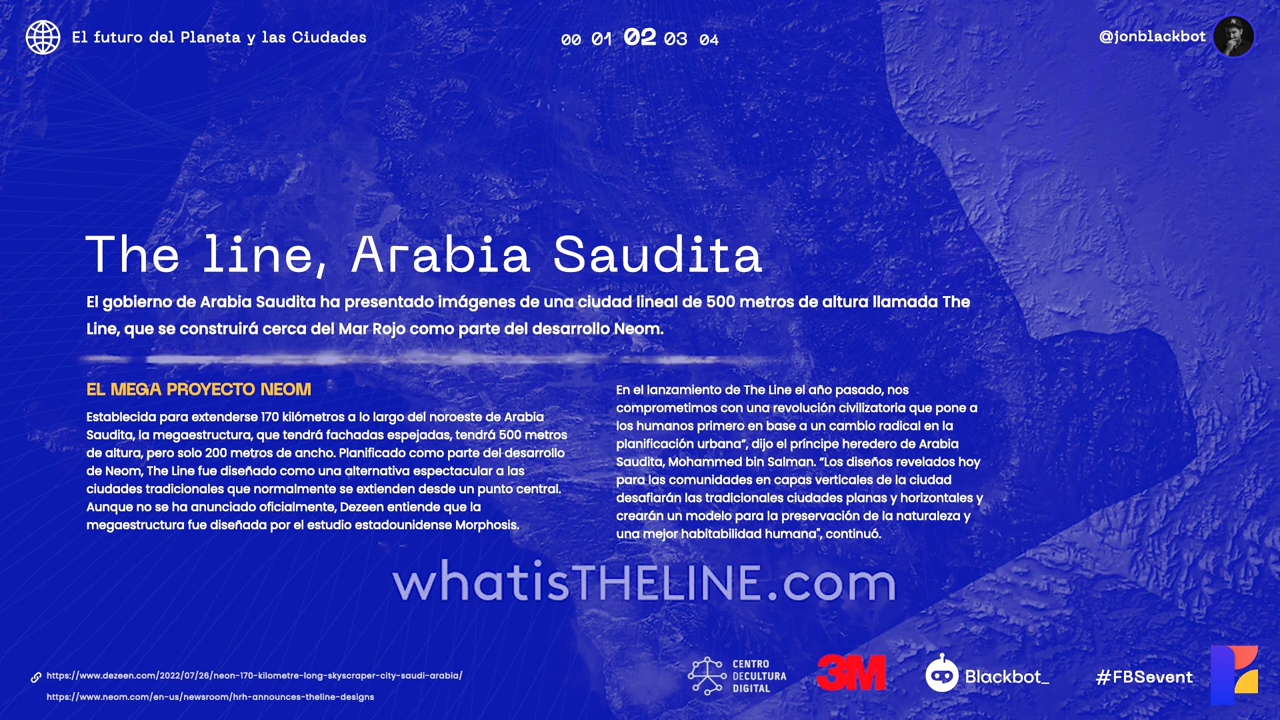 El futuro del Planeta y las Ciudades
00 01 02 03 04
@jonblackbot
The line, Arabia Saudita
El gobierno de Arabia Saudita ha presentado imágenes de una ciudad lineal de 500 metros de altura llamada The
Line, que se construirá cerca del Mar Rojo como parte del desarrollo Neom.
EL MEGA PROYECTO NEOM
Establecida para extenderse 170 kilómetros a lo largo del noroeste de Arabia
Saudita, la megaestructura, que tendrá fachadas espejadas, tendrá 500 metros
de altura, pero solo 200 metros de ancho. Planificado como parte del desarrollo
de Neom, The Line fue diseñado como una alternativa espectacular a las
ciudades tradicionales que normalmente se extienden desde un punto central.
Aunque no se ha anunciado oficialmente, Dezeen entiende que la
megaestructura fue diseñada por el estudio estadounidense Morphosis.
En el lanzamiento de The Line el año pasado, nos
comprometimos con una revolución civilizatoria que pone a
los humanos primero en base a un cambio radical en la
planificación urbana", dijo el príncipe heredero de Arabia
Saudita, Mohammed bin Salman. "Los diseños revelados hoy
para las comunidades en capas verticales de la ciudad
desafiarán las tradicionales ciudades planas y horizontales y
crearán un modelo para la preservación de la naturaleza y
una mejor habitabilidad humana", continuó.
whatisTHELINE.com
https://www.dezeen.com/2022/07/26/neon-170-kilometre-long-skyscraper-city-saudi-arabia/
https://www.neom.com/en-us/newsroom/hrh-announces-theline-designs
CENTRO
DECULTURA
DIGITAL
3M
Blackbot_
#FBSevent